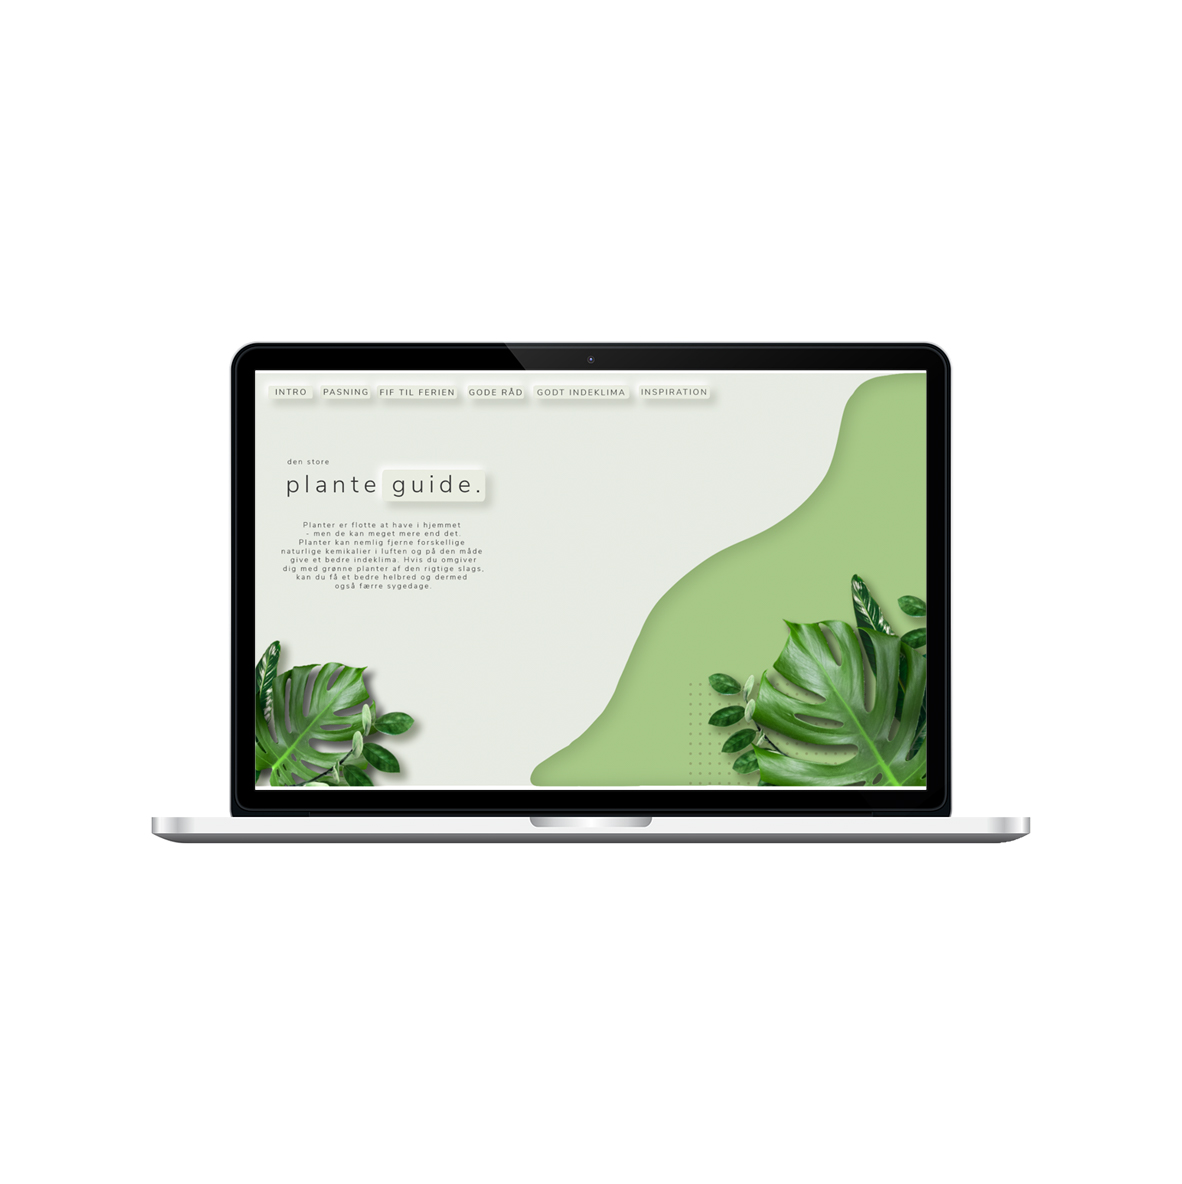 INTRO PASNING FIF TIL FERIEN GODE RÅD GODT INDEKLIMA INSPIRATION
den store
plante guide.
Planter er flotte at have i hjemmet
- men de kan meget mere end det.
Planter kan nemlig fjerne forskellige
naturlige kemikalier i luften og på den måde
give et bedre indeklima. Hvis du omgiver
dig med grønne planter af den rigtige slags,
kan du få et bedre helbred og dermed
også færre sygedage.